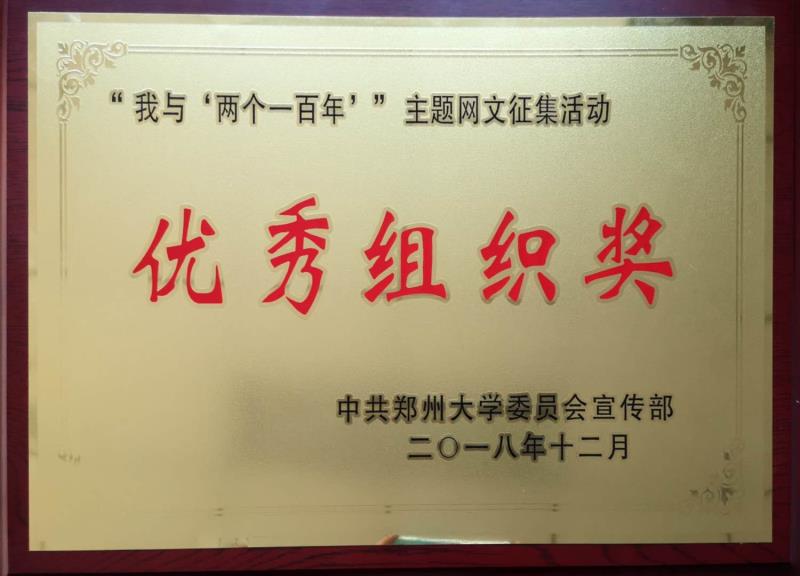 “我与‘两个一百年’”主题网文征集活动
优秀组织奖
中共郑州大学委员会宣传部
二〇一八年十二月